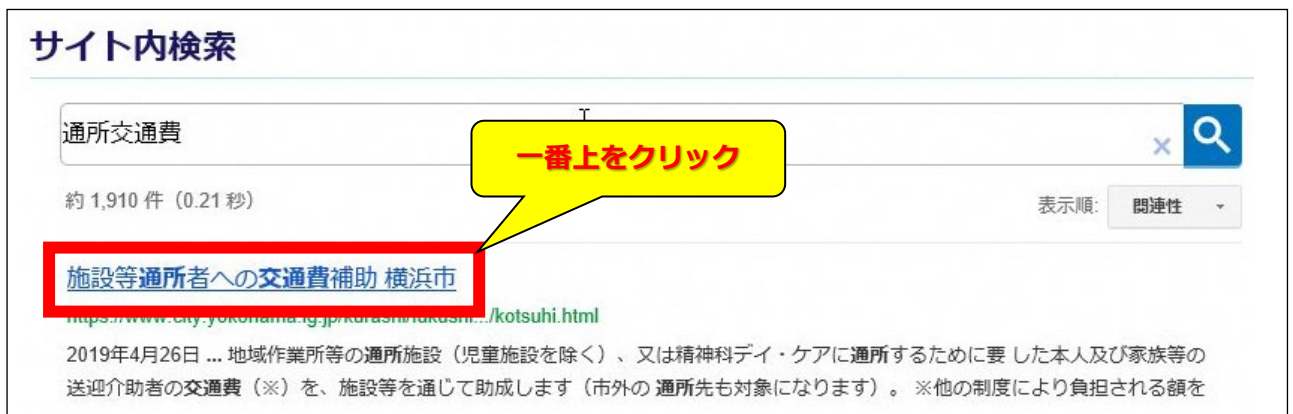 サイト内検索
通所交通費
一番上をクリック
約 1,910 件（0.21 秒）
表示順: 関連性
施設等通所者への交通費補助 横浜市
https://www.city.yokohama.lg.jp/kurashi/fukushi.../kotsuhi.html
2019年4月26日 ... 地域作業所等の通所施設（児童施設を除く）、又は精神科デイ・ケアに通所するために要 した本人及び家族等の
送迎介助者の交通費（※）を、施設等を通じて助成します（市外の 通所先も対象になります）。 ※他の制度により負担される額を